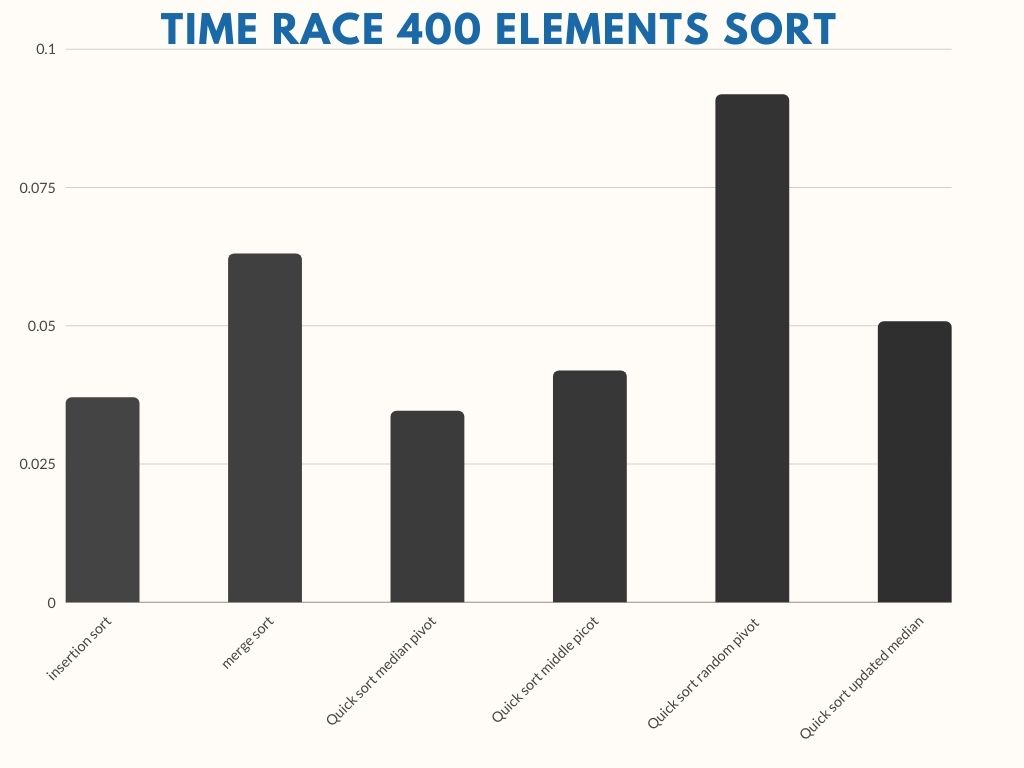 TIME RACE 400 ELEMENTS SORT
0.1
0.075
0.05
0.025
0
insertion sort
merge sort
Quick sort median pivot
Quick sort middle picot
Quick sort random pivot
Quick sort updated median